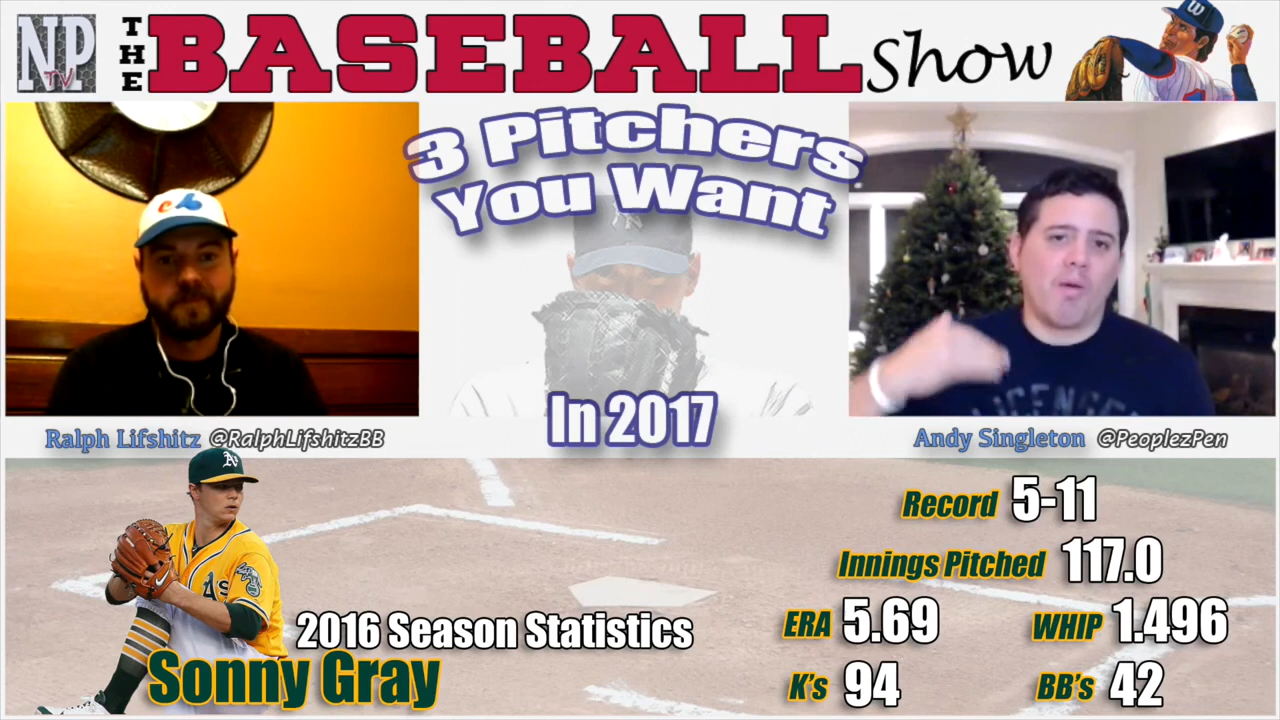 NP
TV
THE
BASEBALL
Show
W
3 Pitchers
You Want
In 2017
Ralph Lifshitz @RalphLifshitzBB
Andy Singleton @PeoplezPen
A's
A's
2016 Season Statistics
Sonny Gray
Record 5-11
Innings Pitched 117.0
ERA 5.69
WHIP 1.496
K's 94
BB's 42